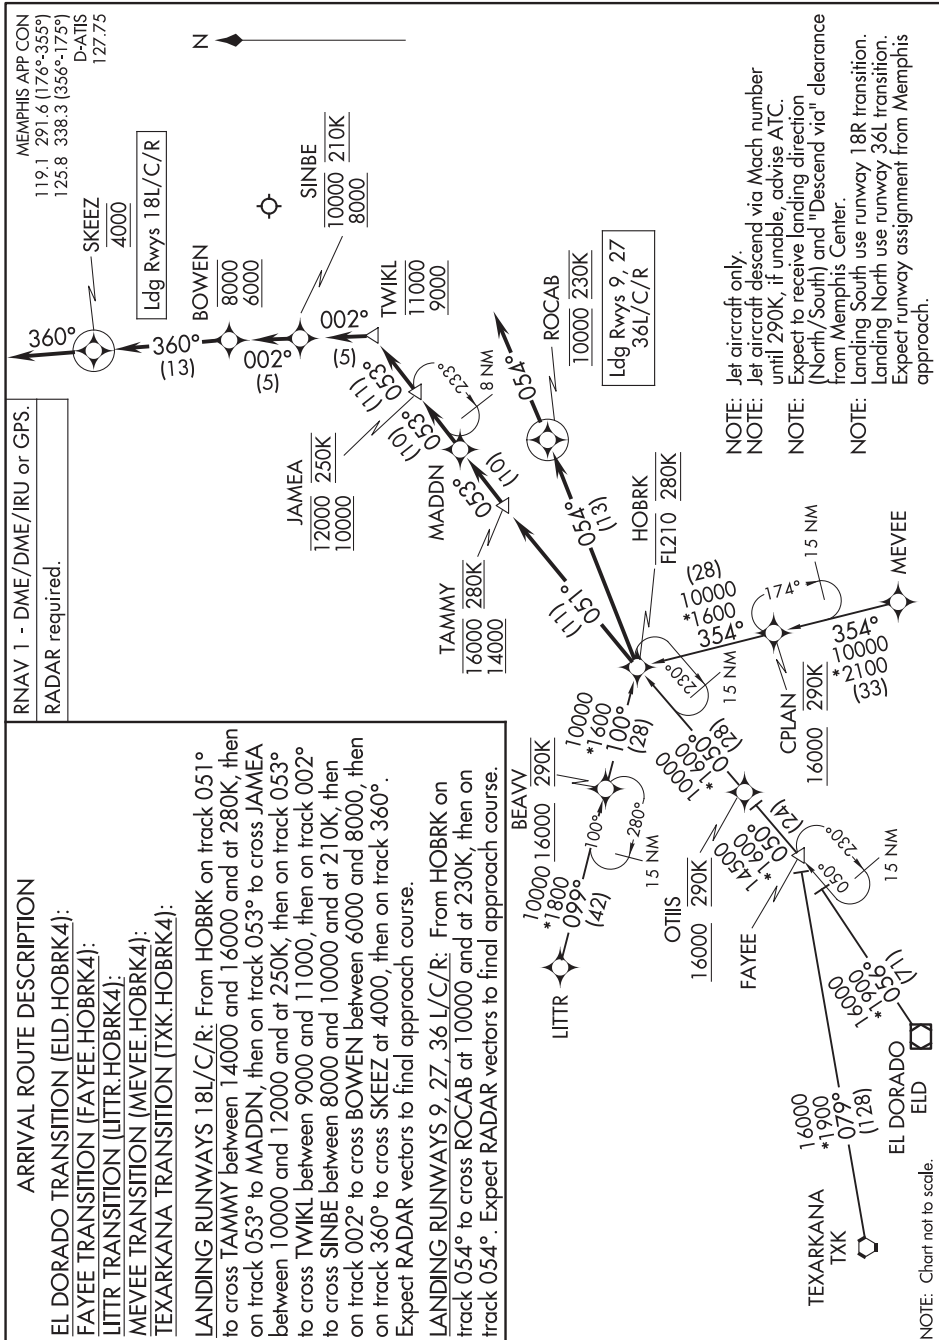 ARRIVAL ROUTE DESCRIPTION
EL DORADO TRANSITION (ELD.HOBRK4):
FAYEE TRANSITION (FAYEE.HOBRK4):
LITTR TRANSITION (LITTR.HOBRK4):
MEVEE TRANSITION (MEVEE.HOBRK4):
TEXARKANA TRANSITION (TXK.HOBRK4):
LANDING RUNWAYS 18L/C/R: From HOBRK on track 051°
to cross TAMMY between 14000 and 16000 and at 280K, then
on track 053° to MADDN, then on track 053° to cross JAMEA
between 10000 and 12000 and at 250K, then on track 053°
to cross TWIKL between 9000 and 11000, then on track 002°
to cross SINBE between 8000 and 10000 and at 210K, then
on track 002° to cross BOWEN between 6000 and 8000, then
on track 360° to cross SKEEZ at 4000, then on track 360°.
Expect RADAR vectors to final approach course.
LANDING RUNWAYS 9, 27, 36 L/C/R: From HOBRK on
track 054° to cross ROCAB at 10000 and at 230K, then on
track 054°. Expect RADAR vectors to final approach course.
RNAV 1 - DME/DME/IRU or GPS.
RADAR required.
MEMPHIS APP CON
119.1 291.6 (176°-355°)
125.8 338.3 (356°-175°)
D-ATIS
127.75
N
360°
SKEEZ
4000
Ldg Rwys 18L/C/R
360°
(13)
BOWEN
8000
6000
002°
(5)
SINBE
10000 210K
8000
002°
(5)
TWIKL
11000
9000
053°
(11)
JAMEA
12000 250K
10000
233°
8 NM
053°
(10)
MADDN
053°
(10)
TAMMY
16000 280K
14000
051°
(11)
054°
ROCAB
10000 230K
Ldg Rwys 9, 27
36L/C/R
054°
(13)
HOBRK
FL210 280K
230°
15 NM
BEAVV
16000 290K
10000
*1600
100°
(28)
100°
280°
15 NM
10000
*1800
099°
(42)
LITTR
10000
*1600
050°
(28)
OTIIS
16000 290K
14500
*1600
050°
(24)
FAYEE
050°
230°
15 NM
(28)
10000
*1600
354°
CPLAN
16000 290K
174°
15 NM
354°
10000
*2100
(33)
MEVEE
16000
*1900
056°
(71)
EL DORADO
ELD
16000
*1900
079°
(128)
TEXARKANA
TXK
NOTE: Jet aircraft only.
NOTE: Jet aircraft descend via Mach number
until 290K, if unable, advise ATC.
NOTE: Expect to receive landing direction
(North/South) and "Descend via" clearance
from Memphis Center.
NOTE: Landing South use runway 18R transition.
Landing North use runway 36L transition.
Expect runway assignment from Memphis
approach.
NOTE: Chart not to scale.